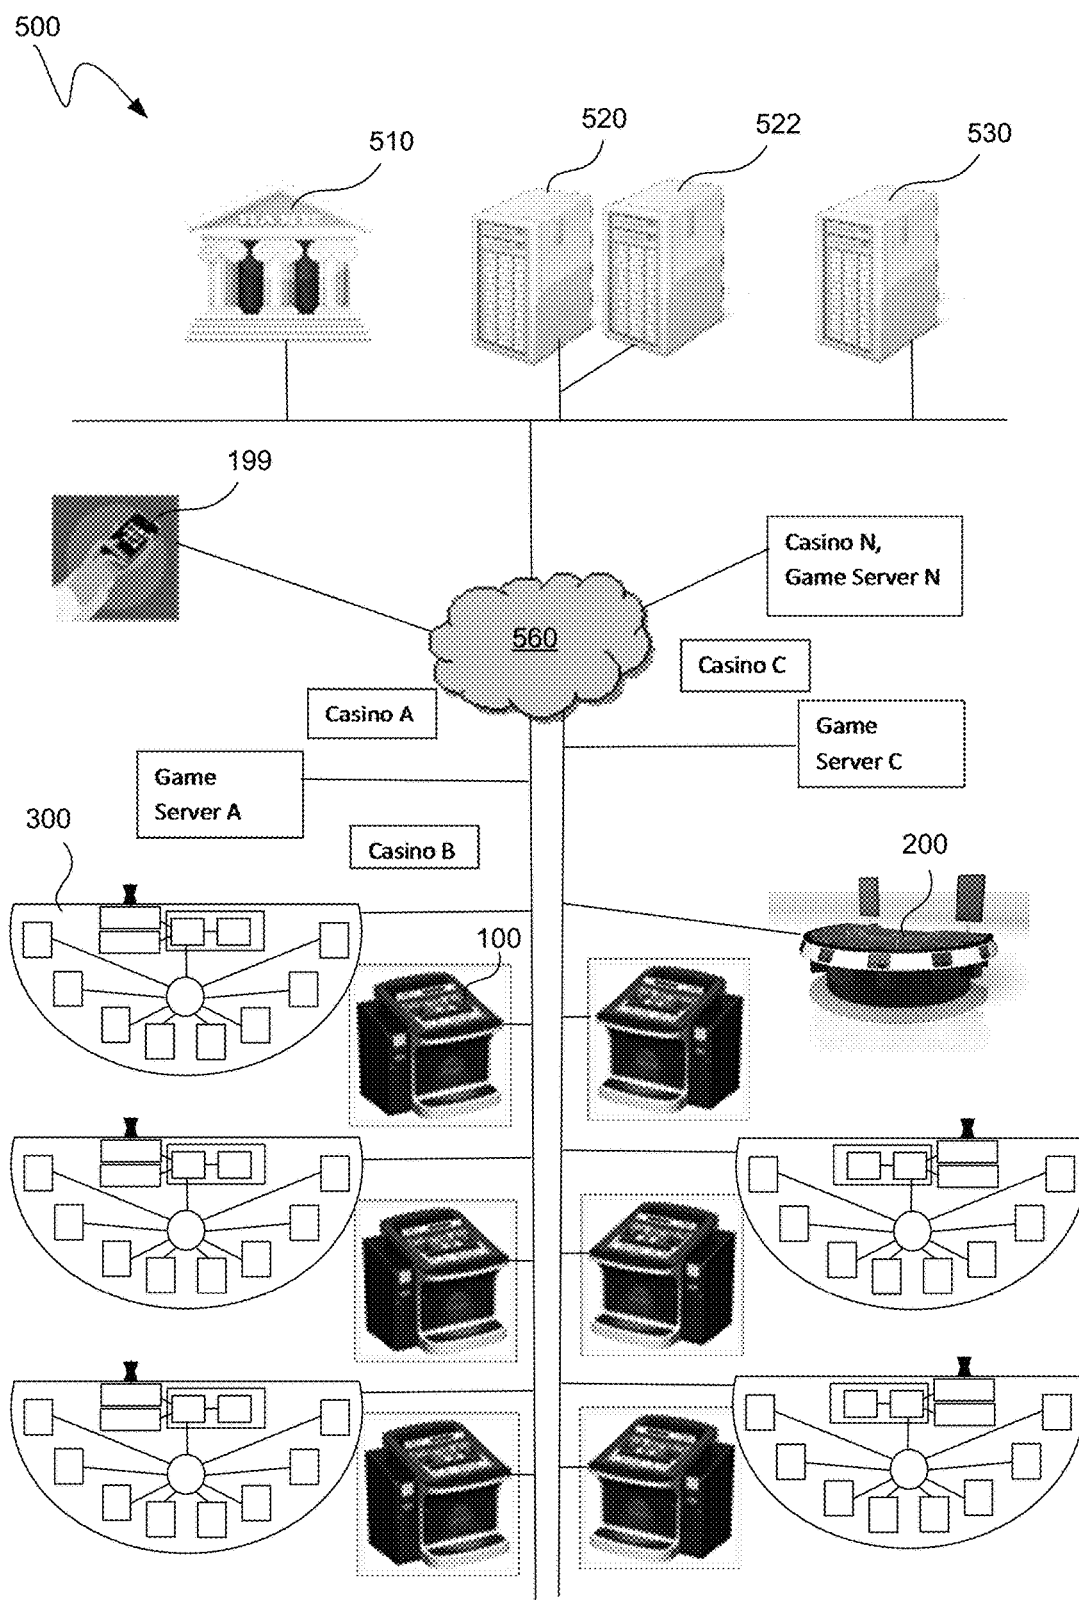 500
510
520
522
530
199
Casino N,
Game Server N
560
Casino C
Casino A
Game
Server C
Game
Server A
300
Casino B
200
100